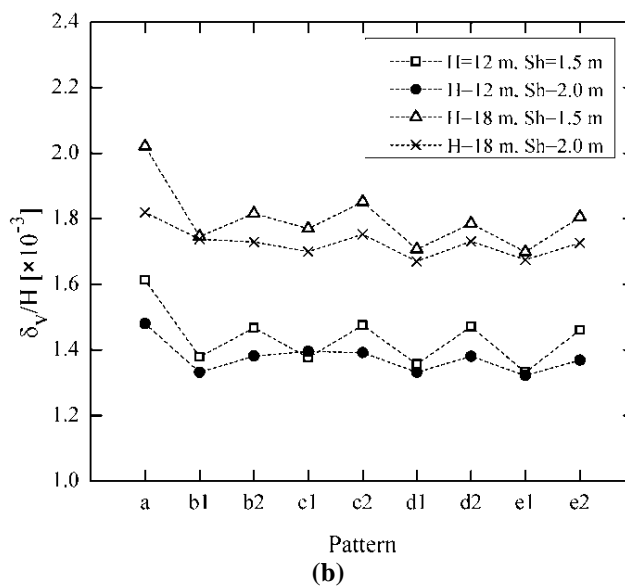 2.4
2.2
2.0
1.8
1.6
1.4
1.2
1.0
δV/H [×10⁻³]
H=12 m, Sh=1.5 m
H−12 m, Sh−2.0 m
H−18 m, Sh−1.5 m
H−18 m, Sh−2.0 m
a b1 b2 c1 c2 d1 d2 e1 e2
Pattern
(b)